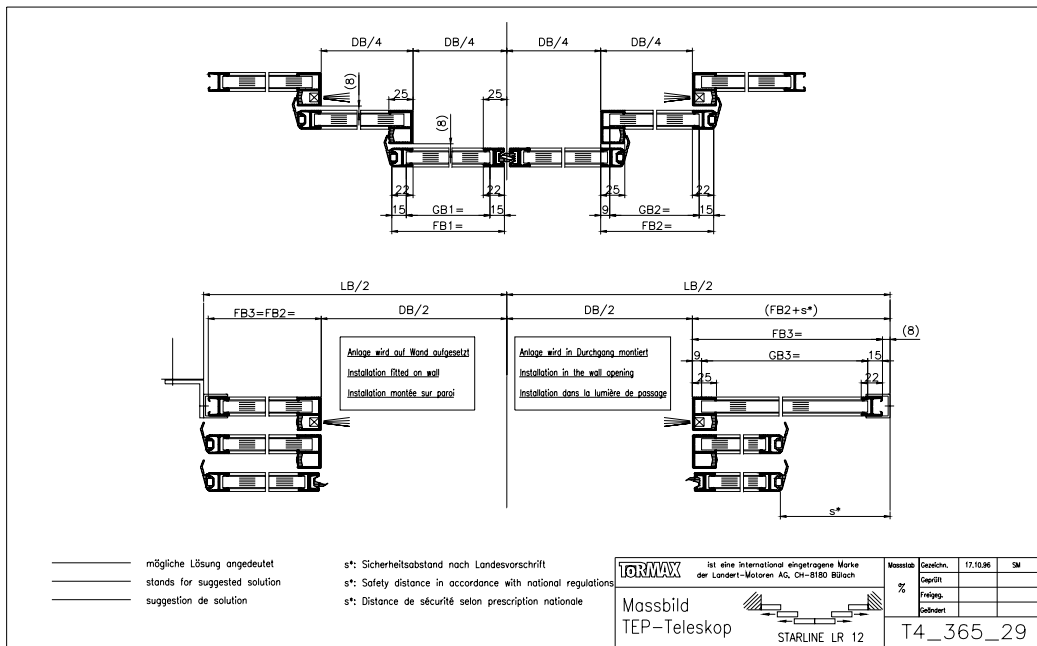 DB/4 DB/4 DB/4 DB/4
(8) 25 25
(8)
22 22 25 22
15 GB1= 15 9 GB2= 15
FB1= FB2=
LB/2 LB/2
FB3=FB2= DB/2 DB/2 (FB2+s*)
FB3= (8)
9 GB3= 15
25 22
Anlage wird auf Wand aufgesetzt
Installation fitted on wall
Installation montée sur paroi
Anlage wird in Durchgang montiert
Installation in the wall opening
Installation dans la lumière de passage
s*
mögliche Lösung angedeutet
stands for suggested solution
suggestion de solution
s*: Sicherheitsabstand nach Landesvorschrift
s*: Safety distance in accordance with national regulations
s*: Distance de sécurité selon prescription nationale
TORMAX
ist eine international eingetragene Marke
der Landert-Motoren AG, CH-8180 Bülach
Massbild
TEP-Teleskop
STARLINE LR 12
Massstab
%
Gezeichn. 17.10.96 SM
Geprüft
Freigeg.
Geändert
T4_365_29